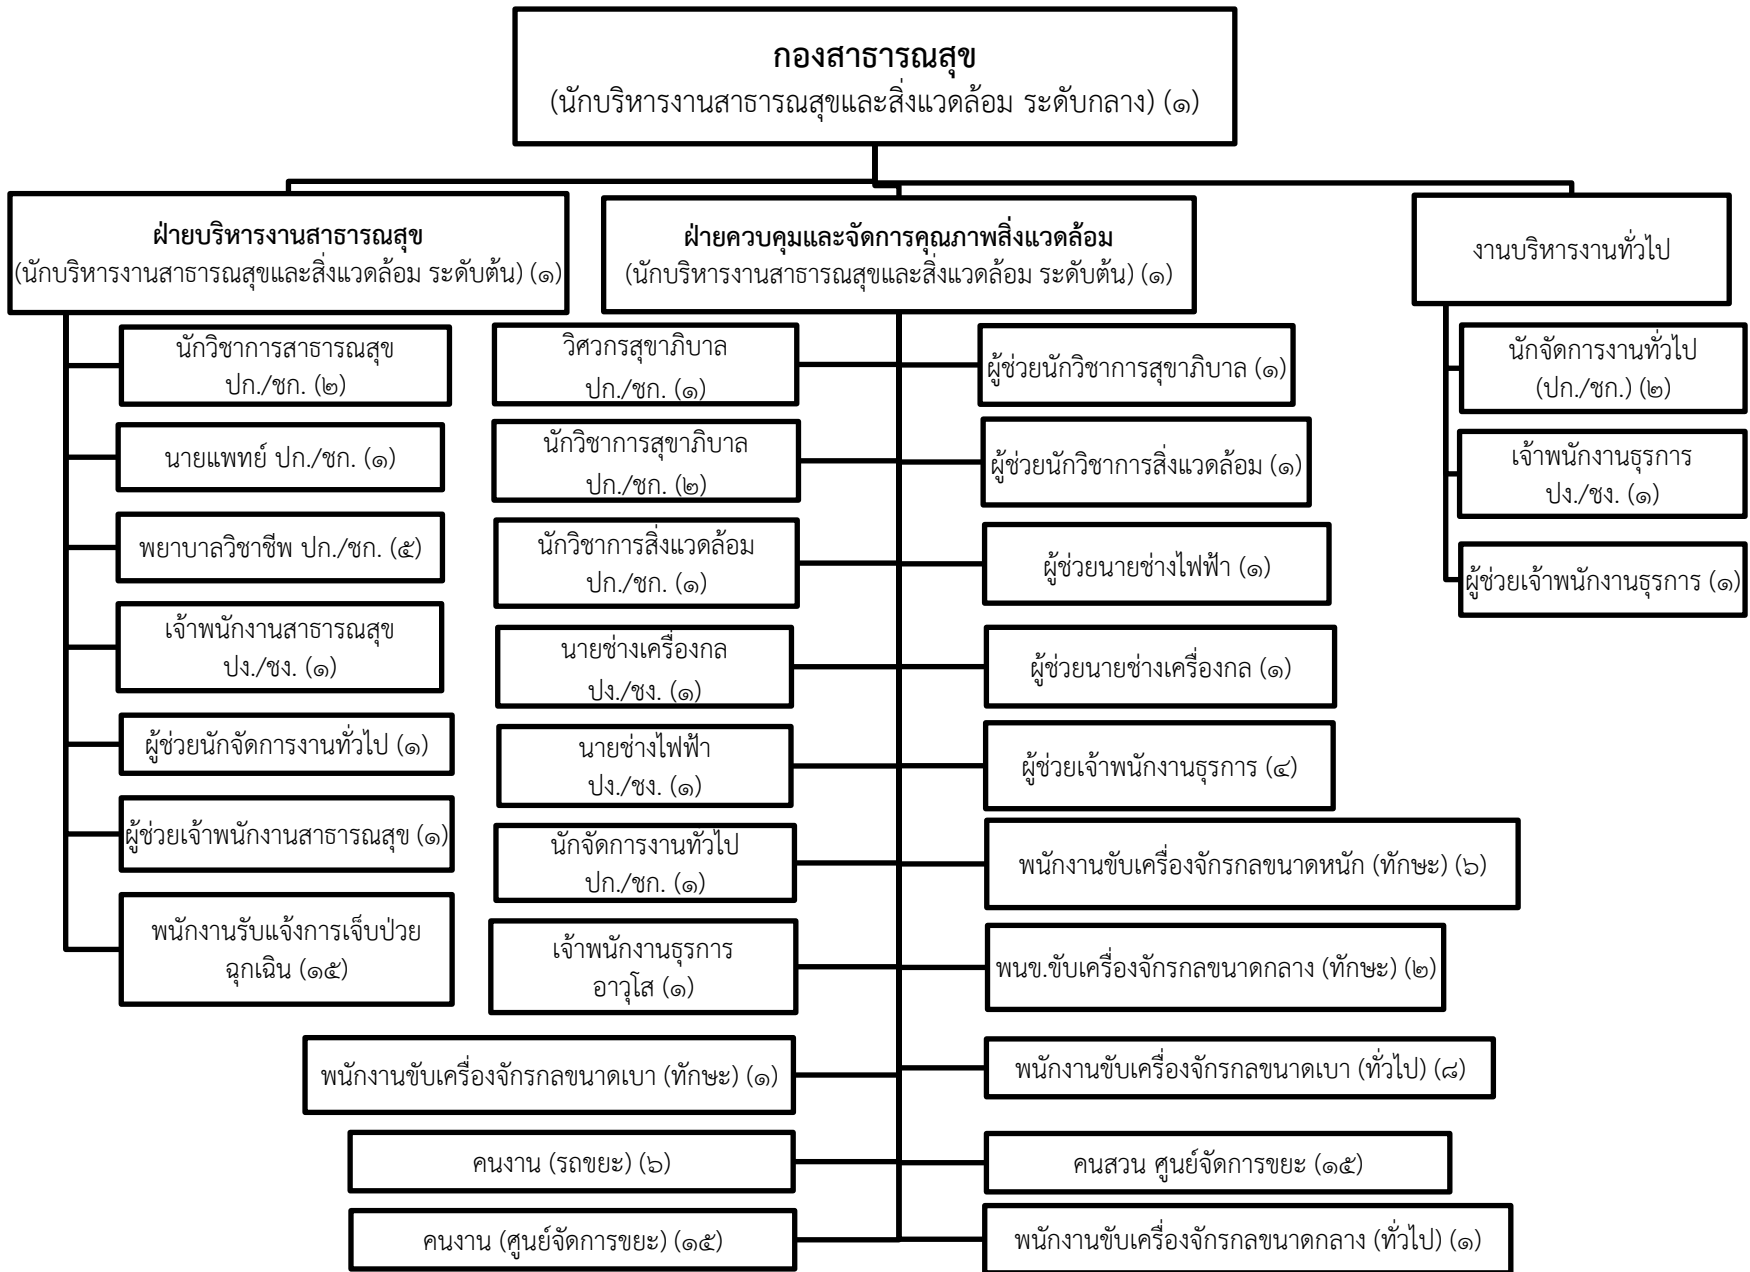 กองสาธารณสุข
(นักบริหารงานสาธารณสุขและสิ่งแวดล้อม ระดับกลาง) (๑)
ฝ่ายบริหารงานสาธารณสุข
(นักบริหารงานสาธารณสุขและสิ่งแวดล้อม ระดับต้น) (๑)
นักวิชาการสาธารณสุข
ปก./ชก. (๒)
นายแพทย์ ปก./ชก. (๑)
พยาบาลวิชาชีพ ปก./ชก. (๕)
เจ้าพนักงานสาธารณสุข
ปง./ชง. (๑)
ผู้ช่วยนักจัดการงานทั่วไป (๑)
ผู้ช่วยเจ้าพนักงานสาธารณสุข (๑)
พนักงานรับแจ้งการเจ็บป่วย
ฉุกเฉิน (๑๕)
ฝ่ายควบคุมและจัดการคุณภาพสิ่งแวดล้อม
(นักบริหารงานสาธารณสุขและสิ่งแวดล้อม ระดับต้น) (๑)
วิศวกรสุขาภิบาล
ปก./ชก. (๑)
นักวิชาการสุขาภิบาล
ปก./ชก. (๒)
นักวิชาการสิ่งแวดล้อม
ปก./ชก. (๑)
นายช่างเครื่องกล
ปง./ชง. (๑)
นายช่างไฟฟ้า
ปง./ชง. (๑)
นักจัดการงานทั่วไป
ปก./ชก. (๑)
เจ้าพนักงานธุรการ
อาวุโส (๑)
พนักงานขับเครื่องจักรกลขนาดเบา (ทักษะ) (๑)
คนงาน (รถขยะ) (๖)
คนงาน (ศูนย์จัดการขยะ) (๑๕)
ผู้ช่วยนักวิชาการสุขาภิบาล (๑)
ผู้ช่วยนักวิชาการสิ่งแวดล้อม (๑)
ผู้ช่วยนายช่างไฟฟ้า (๑)
ผู้ช่วยนายช่างเครื่องกล (๑)
ผู้ช่วยเจ้าพนักงานธุรการ (๔)
พนักงานขับเครื่องจักรกลขนาดหนัก (ทักษะ) (๖)
พนข.ขับเครื่องจักรกลขนาดกลาง (ทักษะ) (๒)
พนักงานขับเครื่องจักรกลขนาดเบา (ทั่วไป) (๘)
คนสวน ศูนย์จัดการขยะ (๑๕)
พนักงานขับเครื่องจักรกลขนาดกลาง (ทั่วไป) (๑)
งานบริหารงานทั่วไป
นักจัดการงานทั่วไป
(ปก./ชก.) (๒)
เจ้าพนักงานธุรการ
ปง./ชง. (๑)
ผู้ช่วยเจ้าพนักงานธุรการ (๑)